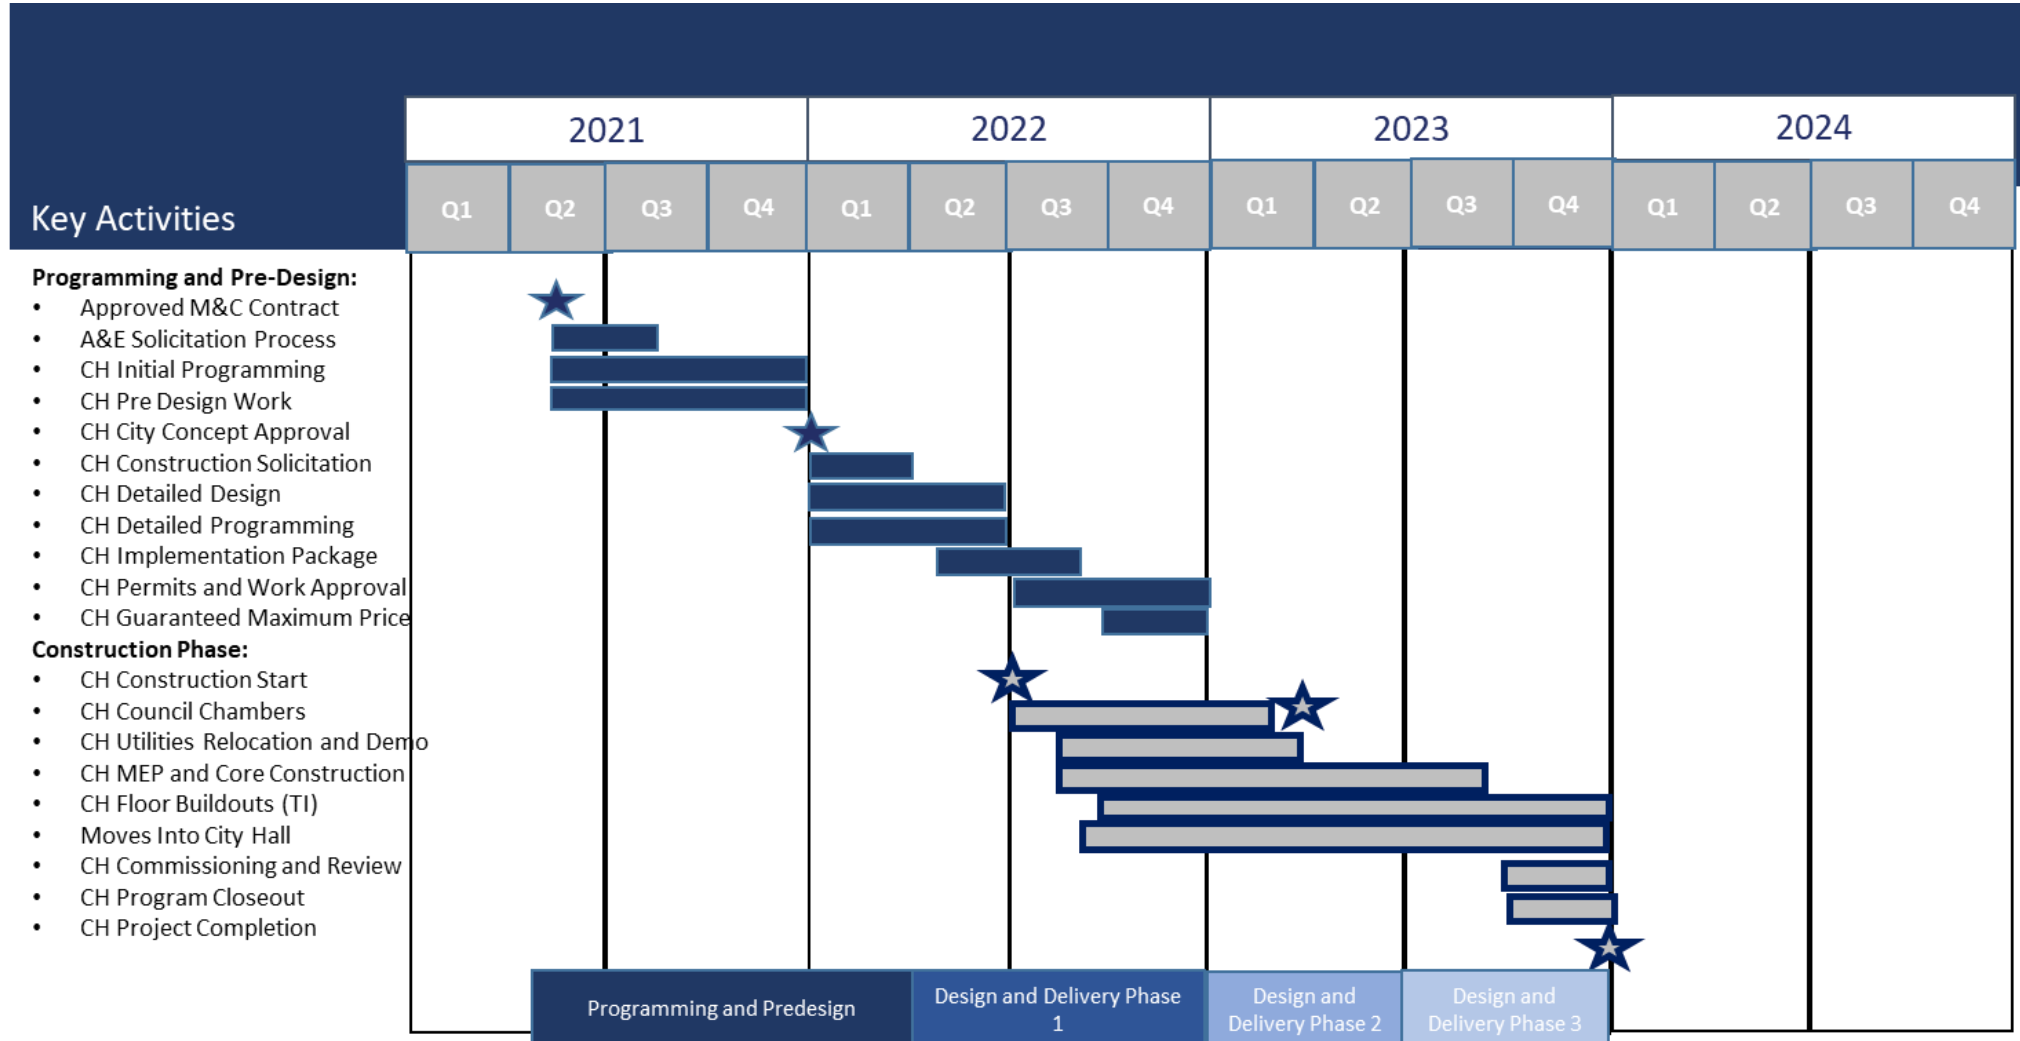 2021 2022 2023 2024
Key Activities Q1 Q2 Q3 Q4 Q1 Q2 Q3 Q4 Q1 Q2 Q3 Q4 Q1 Q2 Q3 Q4
Programming and Pre-Design:
• Approved M&C Contract
• A&E Solicitation Process
• CH Initial Programming
• CH Pre Design Work
• CH City Concept Approval
• CH Construction Solicitation
• CH Detailed Design
• CH Detailed Programming
• CH Implementation Package
• CH Permits and Work Approval
• CH Guaranteed Maximum Price
Construction Phase:
• CH Construction Start
• CH Council Chambers
• CH Utilities Relocation and Demo
• CH MEP and Core Construction
• CH Floor Buildouts (TI)
• Moves Into City Hall
• CH Commissioning and Review
• CH Program Closeout
• CH Project Completion
Programming and Predesign
Design and Delivery Phase
1
Design and
Delivery Phase 2
Design and
Delivery Phase 3